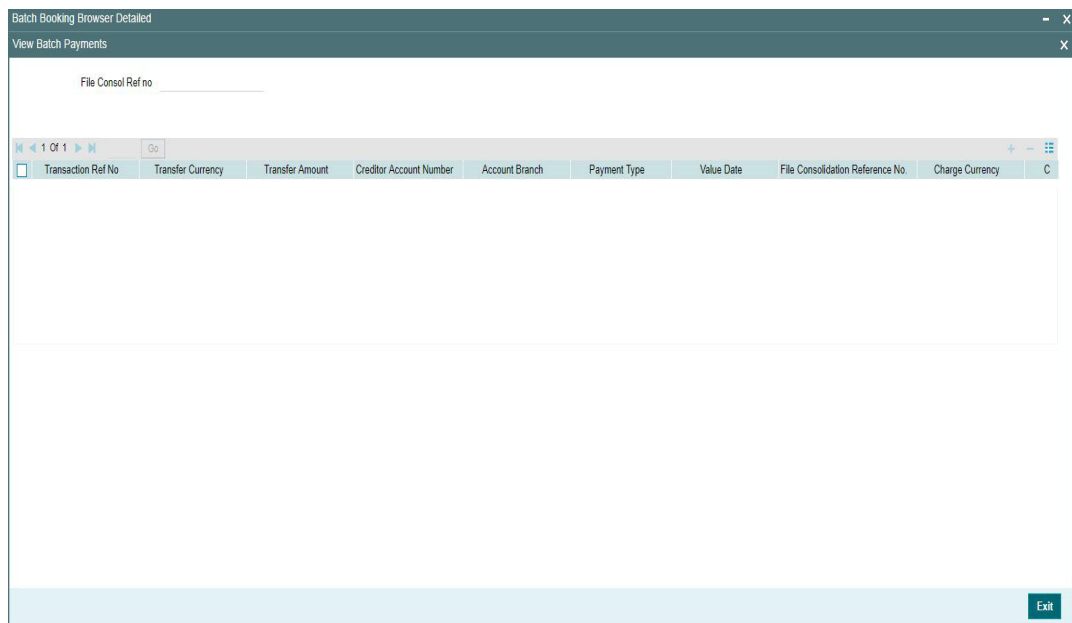 Batch Booking Browser Detailed
View Batch Payments
File Consol Ref no
1 Of 1 Go
Transaction Ref No Transfer Currency Transfer Amount Creditor Account Number Account Branch Payment Type Value Date File Consolidation Reference No. Charge Currency C
Exit